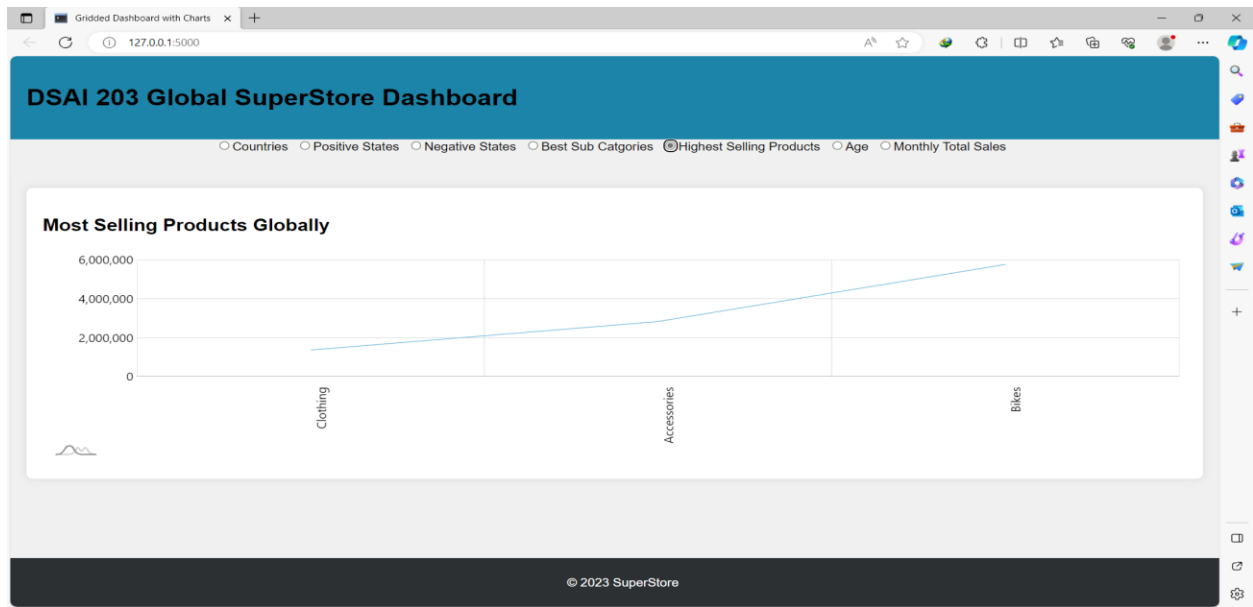 Gridded Dashboard with Charts
127.0.0.1:5000
DSAI 203 Global SuperStore Dashboard
Countries Positive States Negative States Best Sub Catgories Highest Selling Products Age Monthly Total Sales
Most Selling Products Globally
6,000,000
4,000,000
2,000,000
0
Clothing
Accessories
Bikes
© 2023 SuperStore